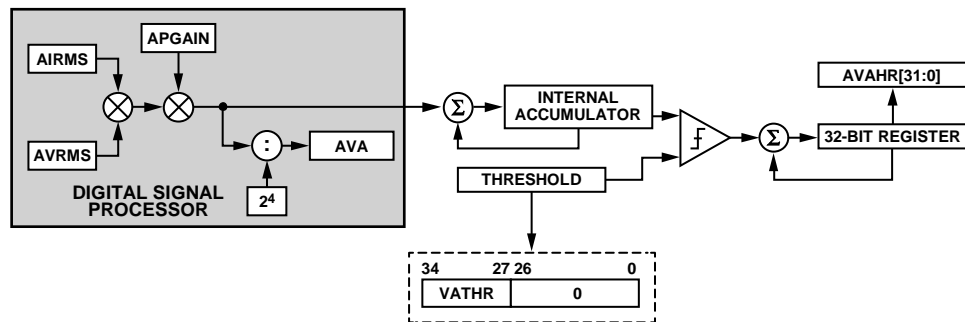 APGAIN
AIRMS
AVAHR[31:0]
INTERNAL
ACCUMULATOR
Σ
Σ
32-BIT REGISTER
AVRMS
:
AVA
THRESHOLD
DIGITAL SIGNAL
PROCESSOR
2⁴
34 27 26 0
VATHR 0